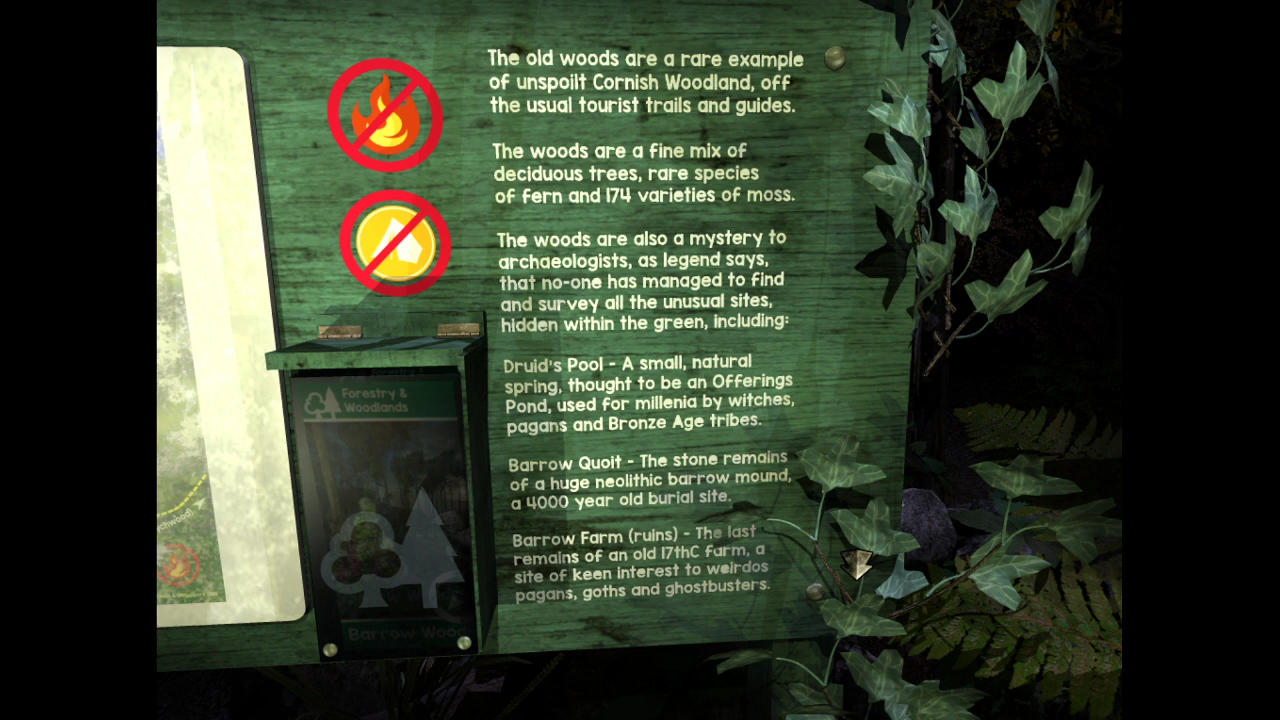 The old woods are a rare example
of unspoilt Cornish Woodland, off
the usual tourist trails and guides.
The woods are a fine mix of
deciduous trees, rare species
of fern and 174 varieties of moss.
The woods are also a mystery to
archaeologists, as legend says,
that no-one has managed to find
and survey all the unusual sites,
hidden within the green, including:
Druid's Pool - A small, natural
spring, thought to be an Offerings
Pond, used for millenia by witches,
pagans and Bronze Age tribes.
Barrow Quoit - The stone remains
of a huge neolithic barrow mound,
a 4000 year old burial site.
Barrow Farm (ruins) - The last
remains of an old 17thC farm, a
site of keen interest to weirdos
pagans, goths and ghostbusters.
Forestry &
Woodlands
Barrow Wood